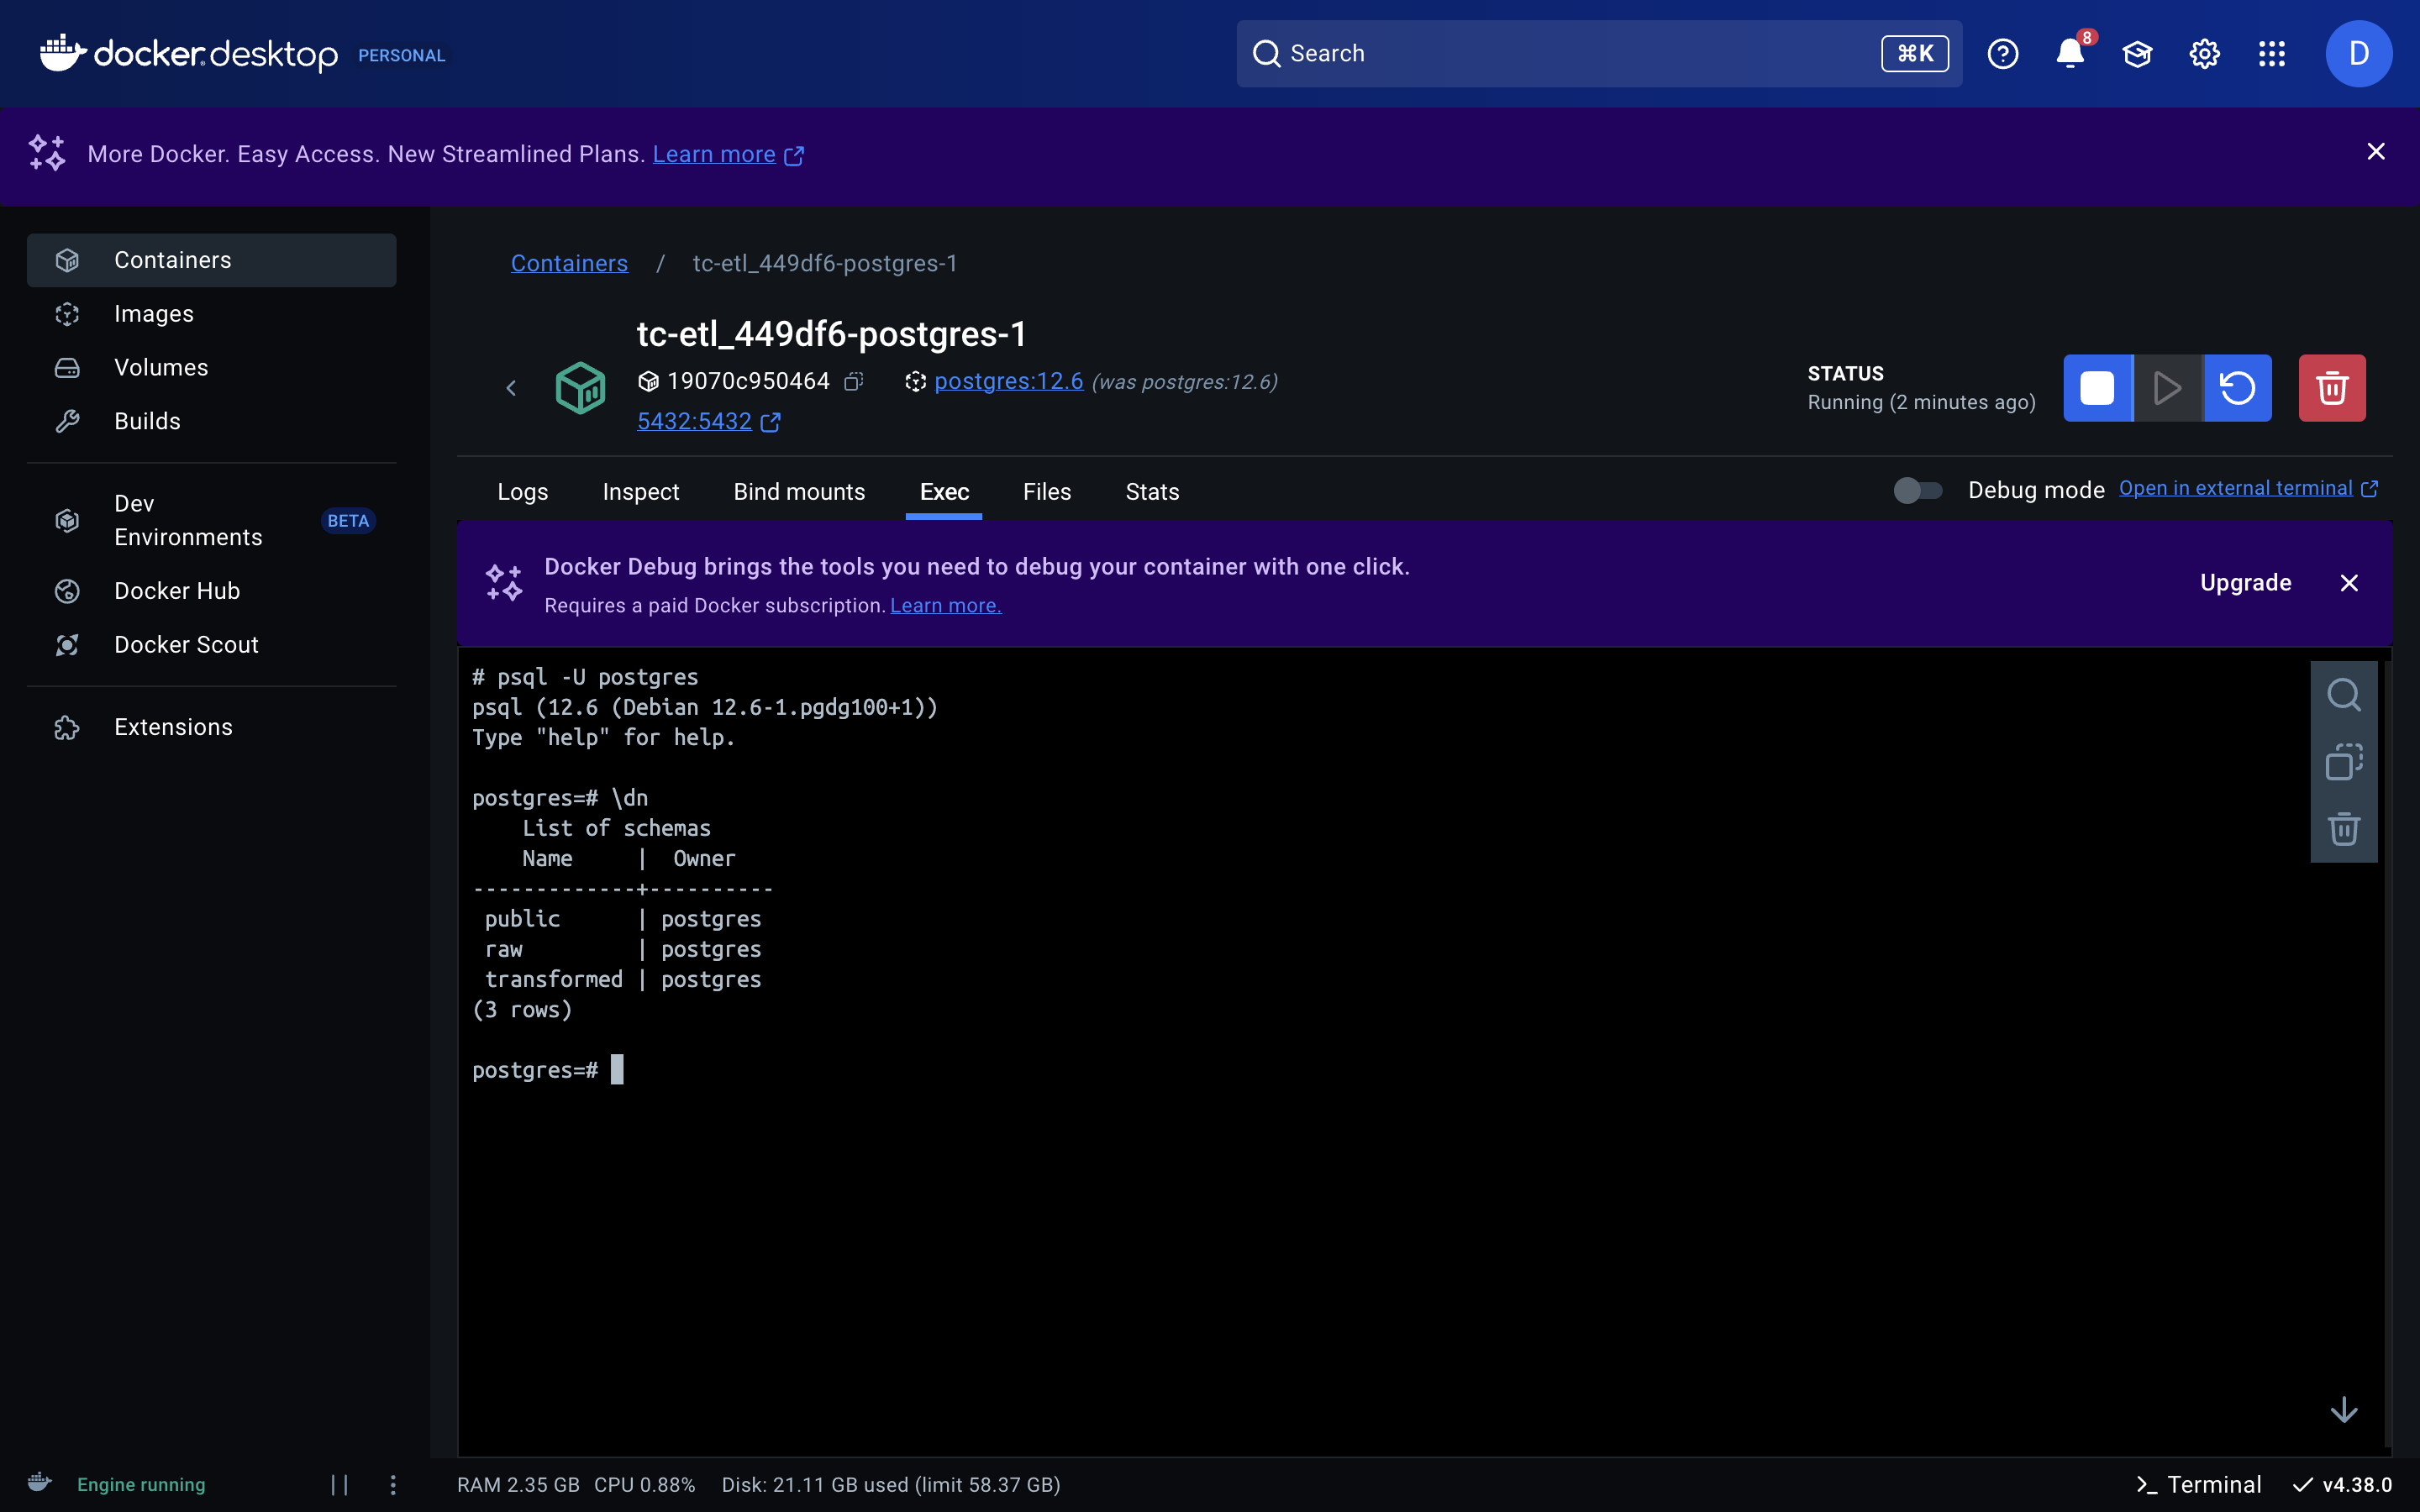 docker desktop PERSONAL
Search ⌘K
8
D
More Docker. Easy Access. New Streamlined Plans. Learn more
Containers
Images
Volumes
Builds
Dev
Environments BETA
Docker Hub
Docker Scout
Extensions
Containers / tc-etl_449df6-postgres-1
tc-etl_449df6-postgres-1
19070c950464 postgres:12.6 (was postgres:12.6)
5432:5432
STATUS
Running (2 minutes ago)
Logs Inspect Bind mounts Exec Files Stats
Debug mode Open in external terminal
Docker Debug brings the tools you need to debug your container with one click.
Requires a paid Docker subscription. Learn more.
Upgrade
# psql -U postgres
psql (12.6 (Debian 12.6-1.pgdg100+1))
Type "help" for help.
postgres=# \dn
List of schemas
Name | Owner
-------------+----------
public | postgres
raw | postgres
transformed | postgres
(3 rows)
postgres=#
Engine running
RAM 2.35 GB CPU 0.88% Disk: 21.11 GB used (limit 58.37 GB)
>_ Terminal v4.38.0